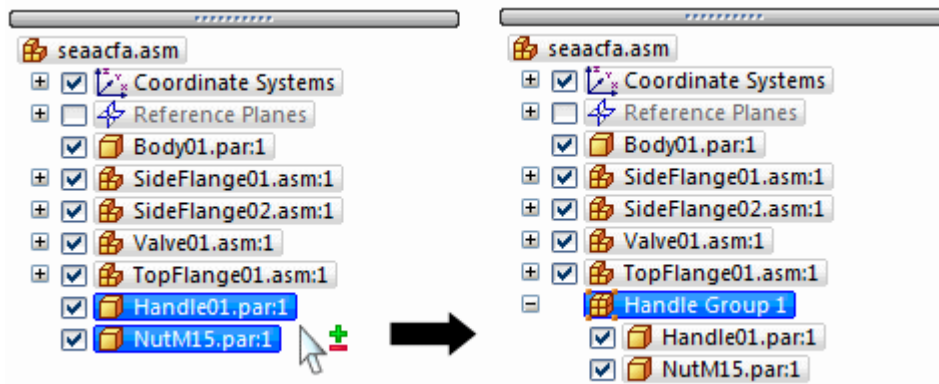 seaacfa.asm
Coordinate Systems
Reference Planes
Body01.par:1
SideFlange01.asm:1
SideFlange02.asm:1
Valve01.asm:1
TopFlange01.asm:1
Handle01.par:1
NutM15.par:1
seaacfa.asm
Coordinate Systems
Reference Planes
Body01.par:1
SideFlange01.asm:1
SideFlange02.asm:1
Valve01.asm:1
TopFlange01.asm:1
Handle Group 1
Handle01.par:1
NutM15.par:1